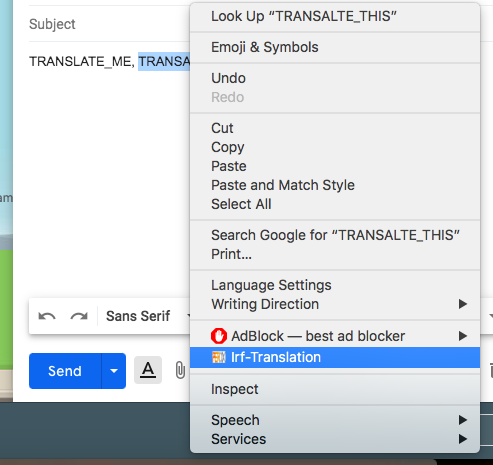 Look Up “TRANSALTE_THIS”
Subject
Emoji & Symbols
TRANSLATE_ME, TRANSA
Undo
Redo
Cut
Copy
Paste
Paste and Match Style
Select All
am
Search Google for “TRANSALTE_THIS”
Print...
Language Settings
Writing Direction
Sans Serif
AdBlock — best ad blocker
Irf-Translation
Send
A
Inspect
Speech
Services